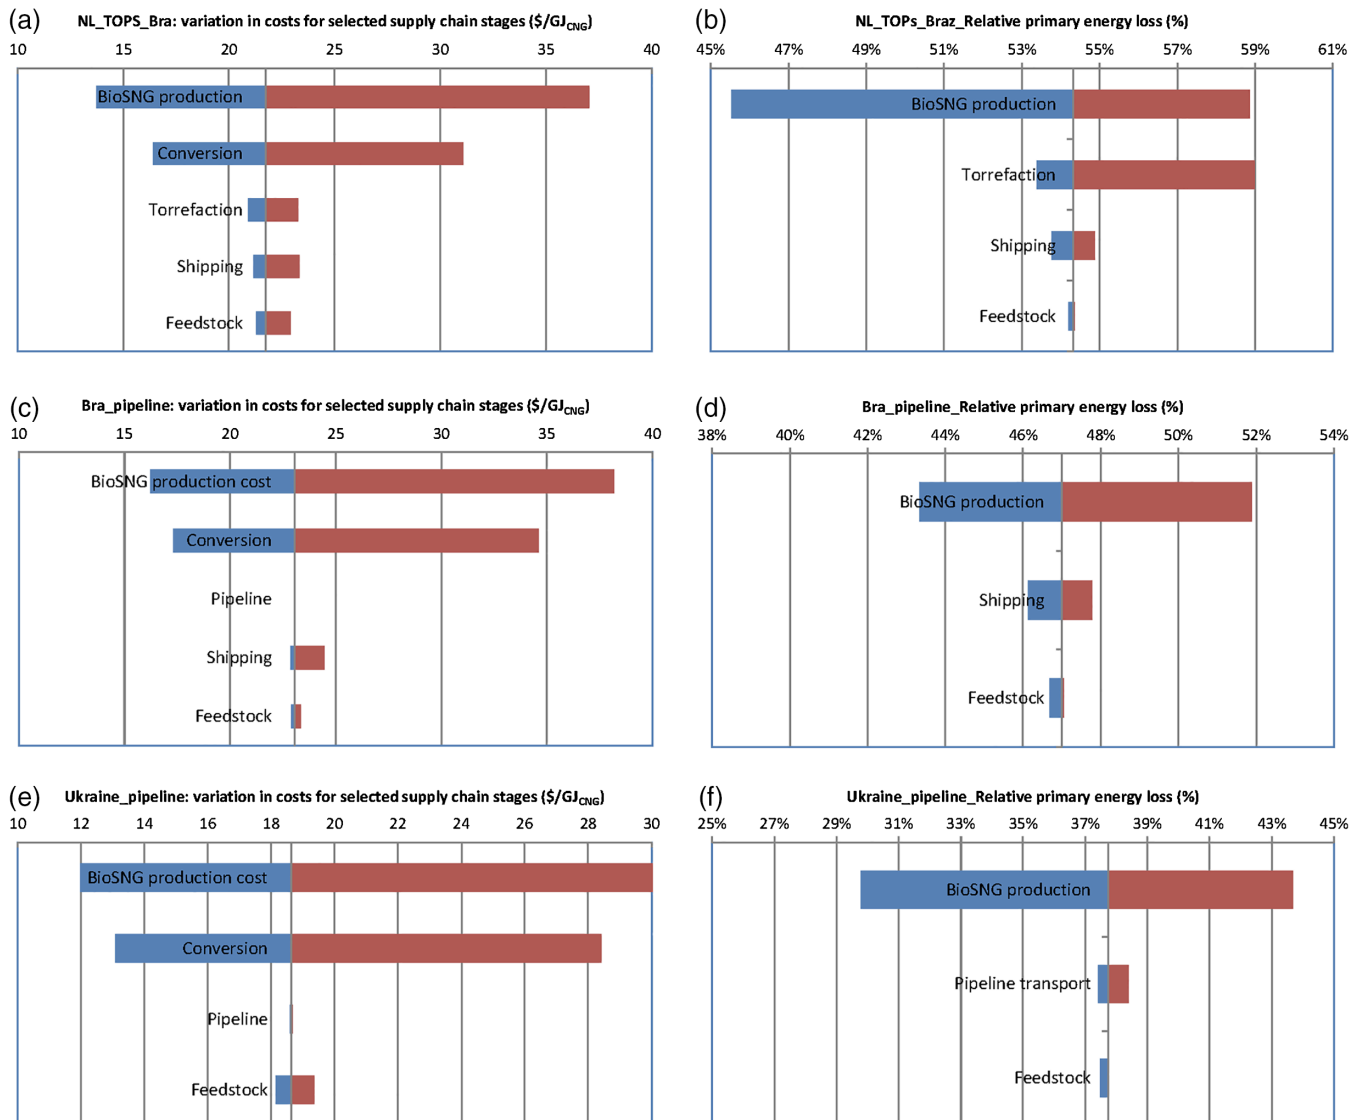 (a)
NL_TOPS_Bra: variation in costs for selected supply chain stages ($/GJCNG)
10 15 20 25 30 35 40
BioSNG production
Conversion
Torrefaction
Shipping
Feedstock
(b)
NL_TOPs_Braz_Relative primary energy loss (%)
45% 47% 49% 51% 53% 55% 57% 59% 61%
BioSNG production
Torrefaction
Shipping
Feedstock
(c)
Bra_pipeline: variation in costs for selected supply chain stages ($/GJCNG)
10 15 20 25 30 35 40
BioSNG production cost
Conversion
Pipeline
Shipping
Feedstock
(d)
Bra_pipeline_Relative primary energy loss (%)
38% 40% 42% 44% 46% 48% 50% 52% 54%
BioSNG production
Shipping
Feedstock
(e)
Ukraine_pipeline: variation in costs for selected supply chain stages ($/GJCNG)
10 12 14 16 18 20 22 24 26 28 30
BioSNG production cost
Conversion
Pipeline
Feedstock
(f)
Ukraine_pipeline_Relative primary energy loss (%)
25% 27% 29% 31% 33% 35% 37% 39% 41% 43% 45%
BioSNG production
Pipeline transport
Feedstock